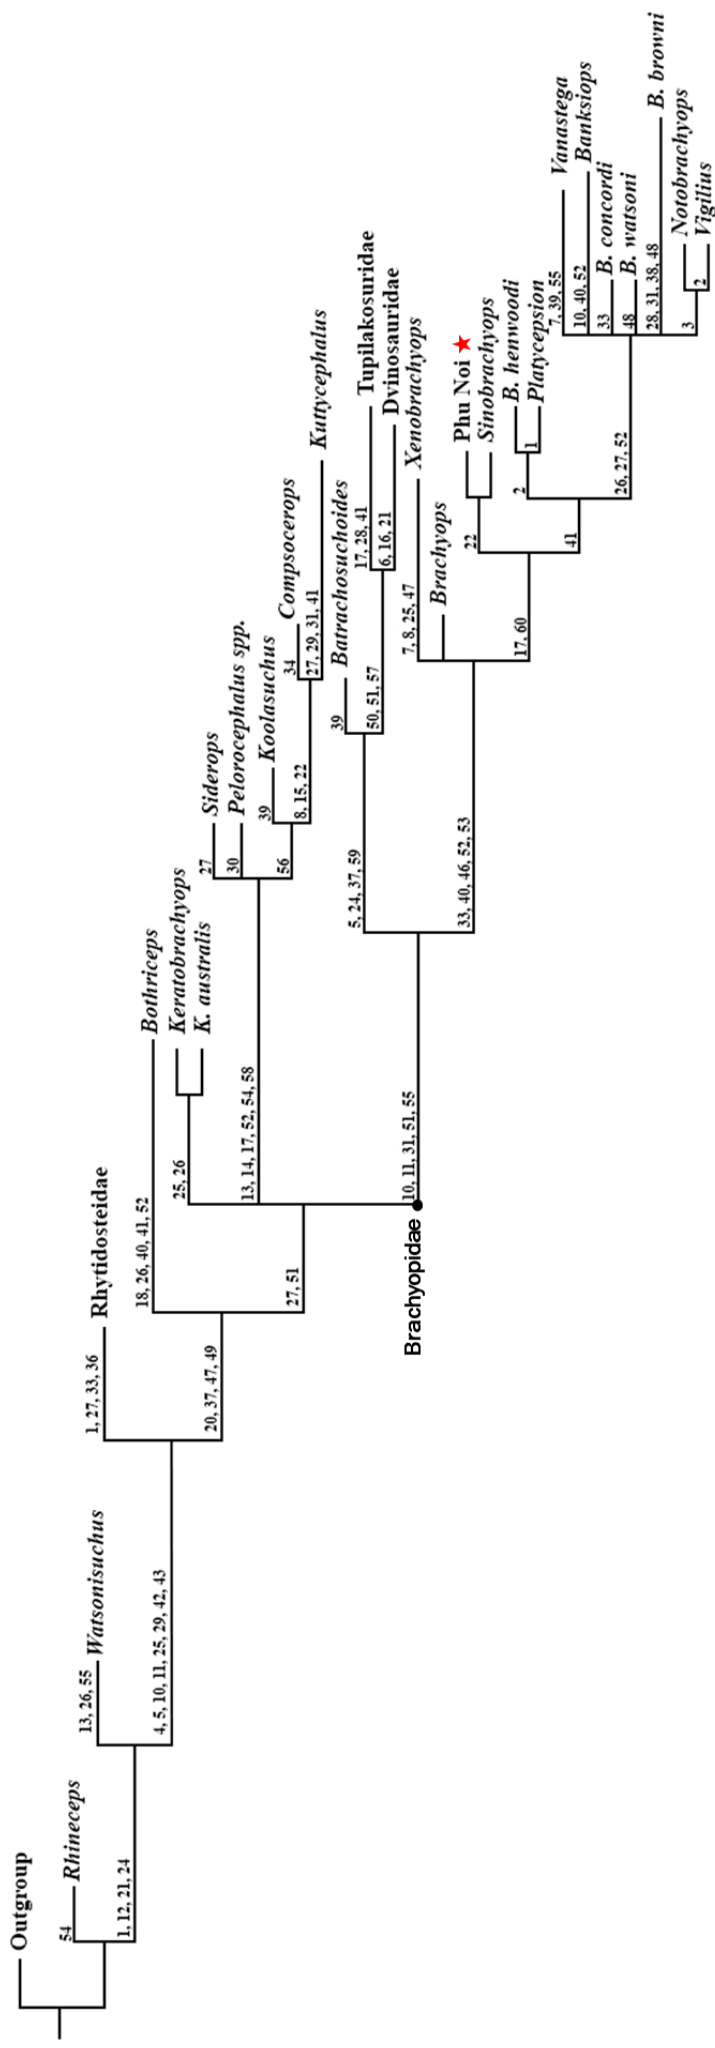 Outgroup
54
Rhineceps
1, 12, 21, 24
13, 26, 55
Watsonisuchus
4, 5, 10, 11, 25, 29, 42, 43
1, 27, 33, 36
Rhytidosteidae
20, 37, 47, 49
18, 26, 40, 41, 52
Bothriceps
27, 51
25, 26
Keratobrachyops
K. australis
13, 14, 17, 52, 54, 58
27
Siderops
30
Pelorocephalus spp.
56
39
Koolasuchus
8, 15, 22
34
Compsocerops
27, 29, 31, 41
Kuttycephalus
Brachyopidae
10, 11, 31, 51, 55
5, 24, 37, 59
39
Batrachosuchoides
50, 51, 57
17, 28, 41
Tupilakosuridae
6, 16, 21
Dvinosauridae
33, 40, 46, 52, 53
7, 8, 25, 47
Xenobrachyops
Brachyops
17, 60
22
Phu Noi
Sinobrachyops
41
2
B. henwoodi
1
Platycepsion
26, 27, 52
7, 39, 55
Vanastega
10, 40, 52
Banksiops
33
B. concordi
48
B. watsoni
28, 31, 38, 48
B. browni
3
Notobrachyops
2
Vigilius